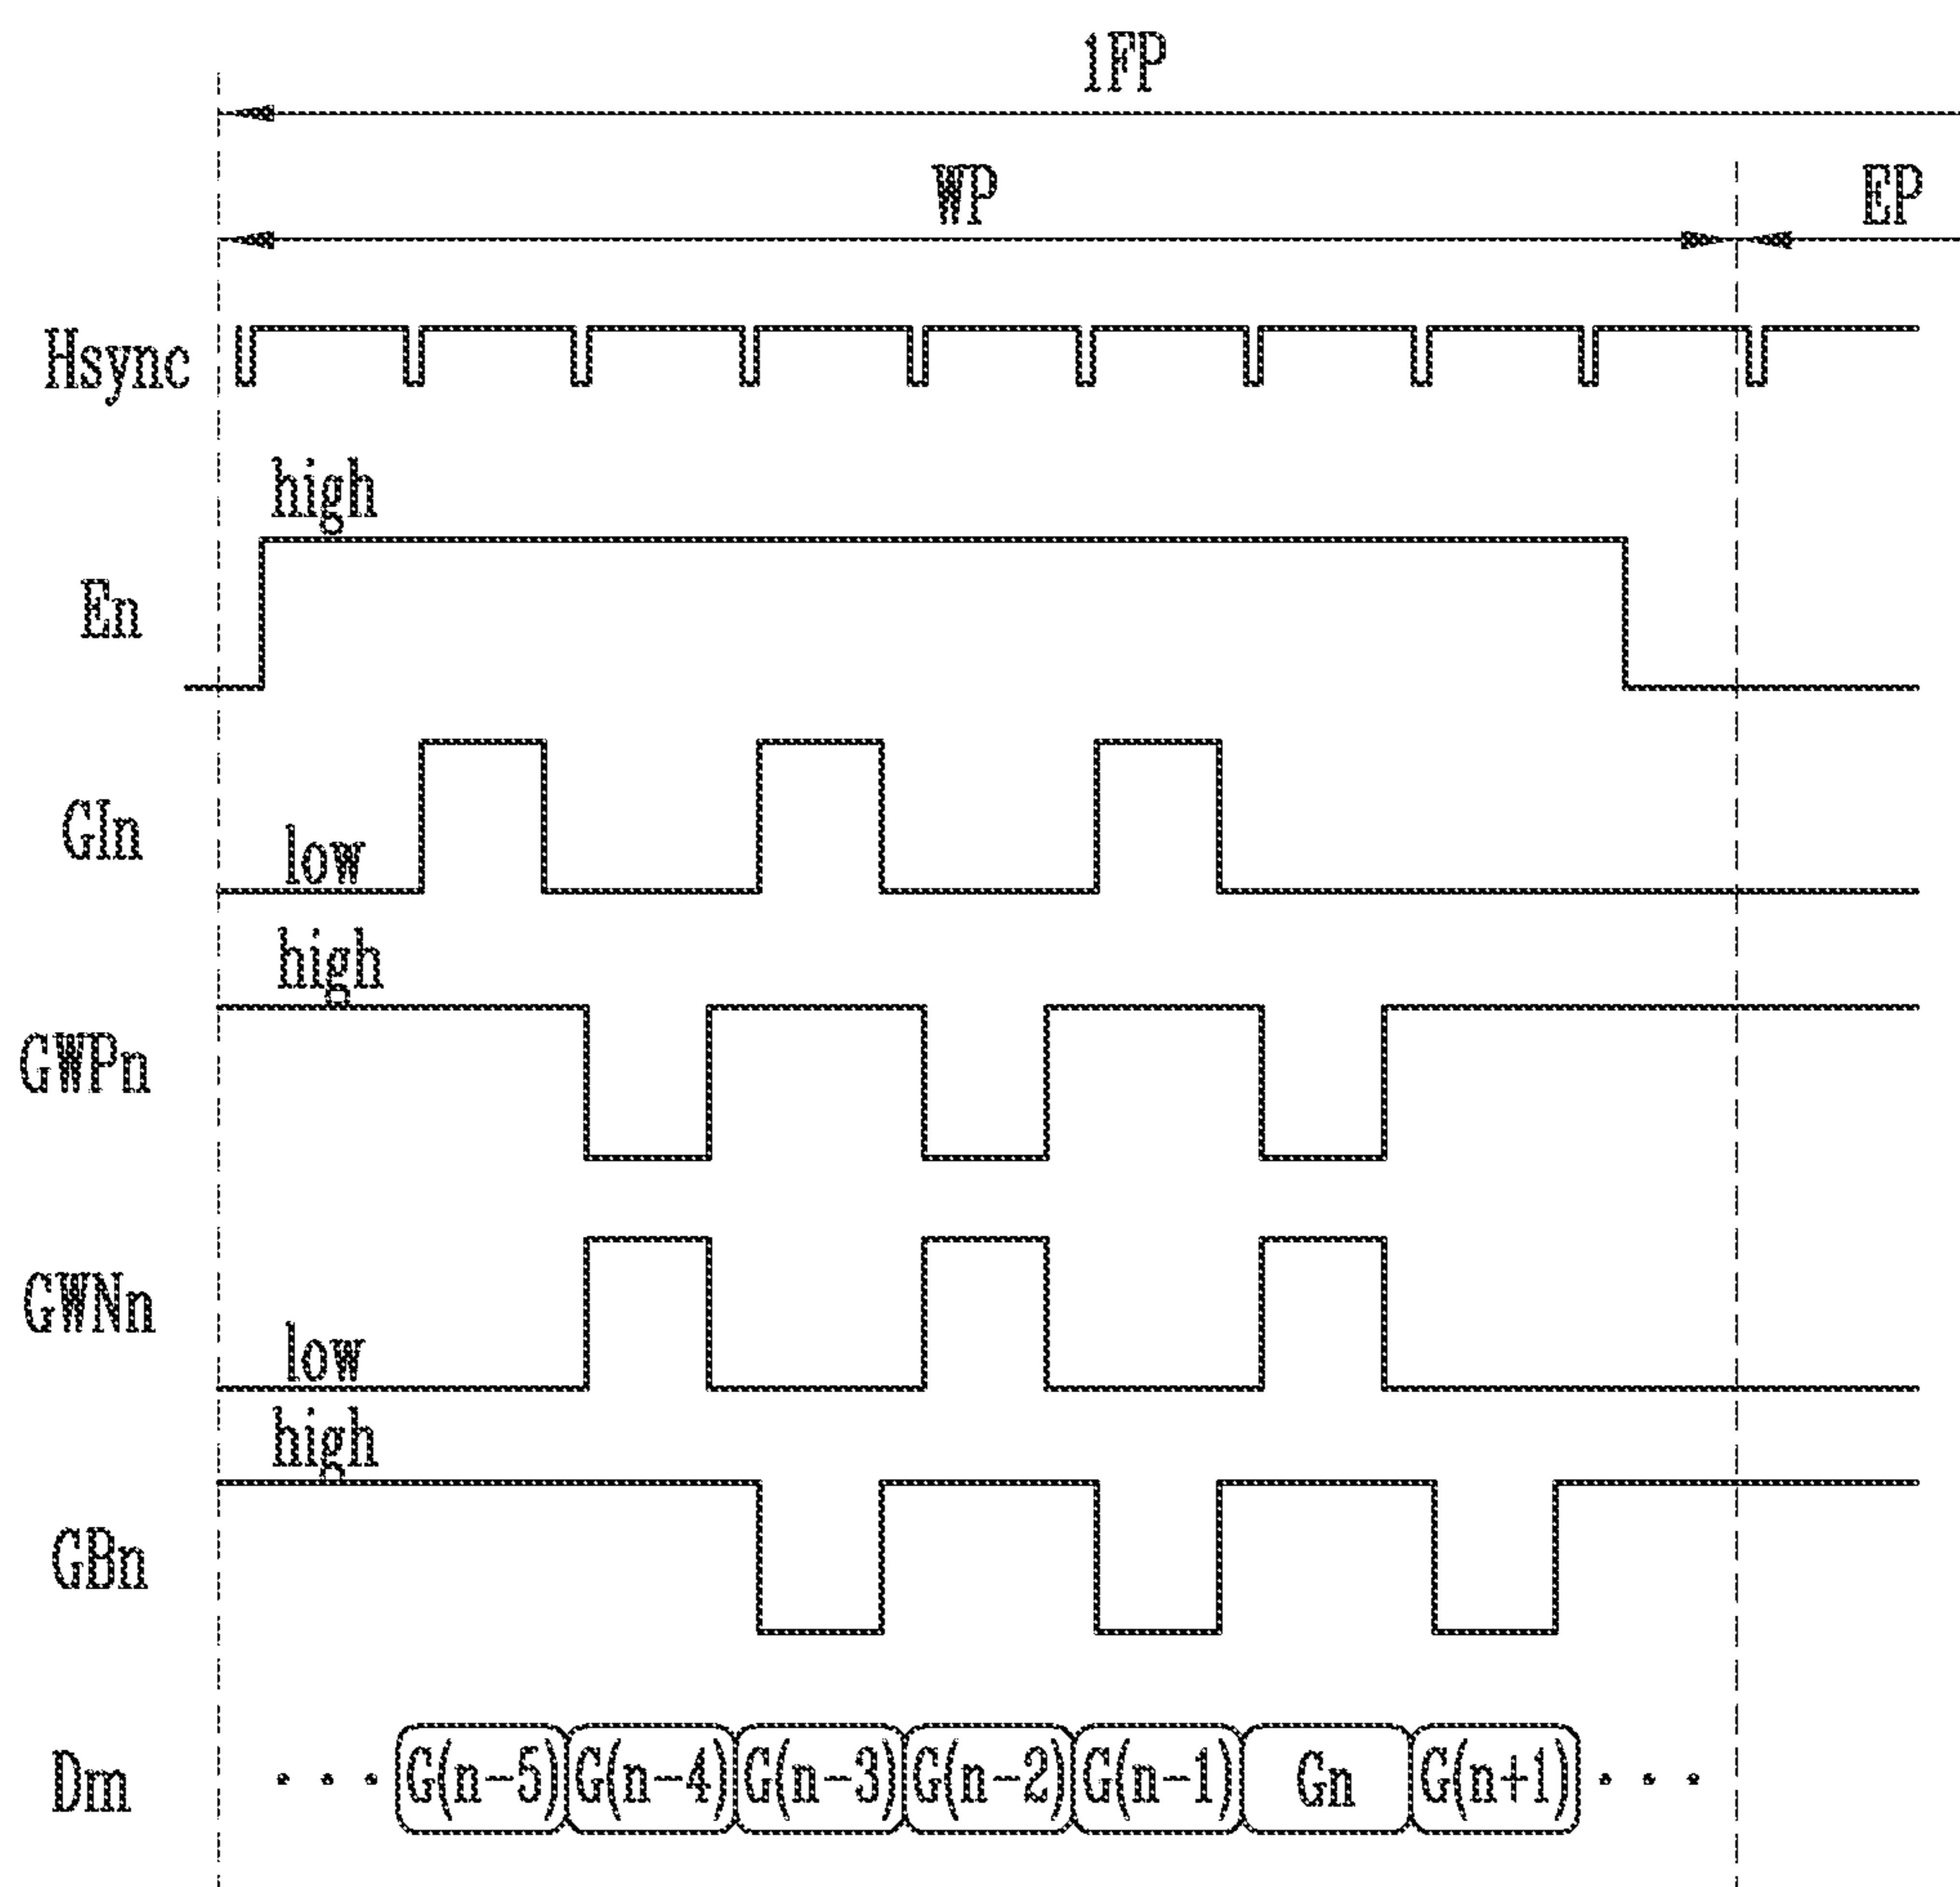 1FP
WP EP
Hsync
high
En
GIn
low
high
GWPn
GWNn
low
high
GBn
Dm · · · G(n-5) G(n-4) G(n-3) G(n-2) G(n-1) Gn G(n+1) · · ·